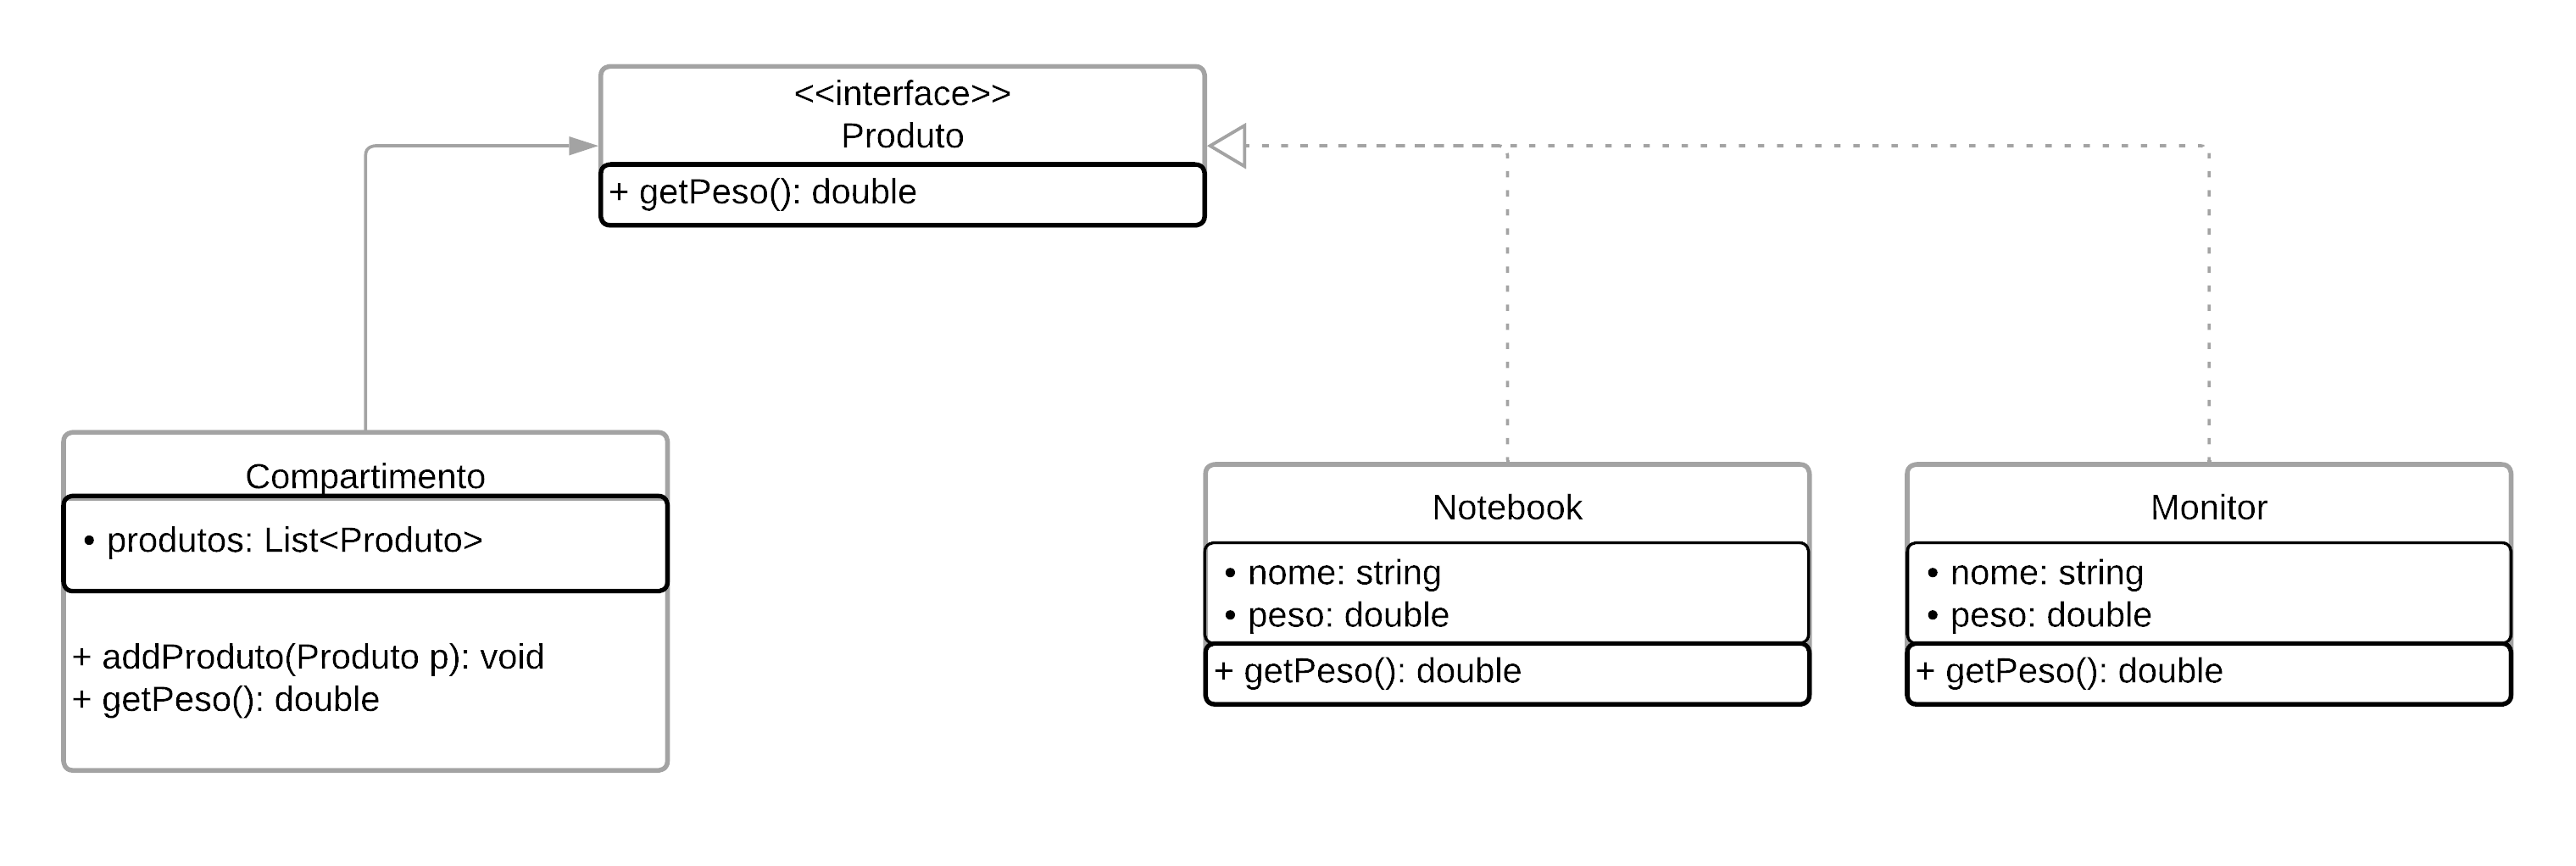 <<interface>>
Produto
+ getPeso(): double
Compartimento
• produtos: List<Produto>
+ addProduto(Produto p): void
+ getPeso(): double
Notebook
• nome: string
• peso: double
+ getPeso(): double
Monitor
• nome: string
• peso: double
+ getPeso(): double